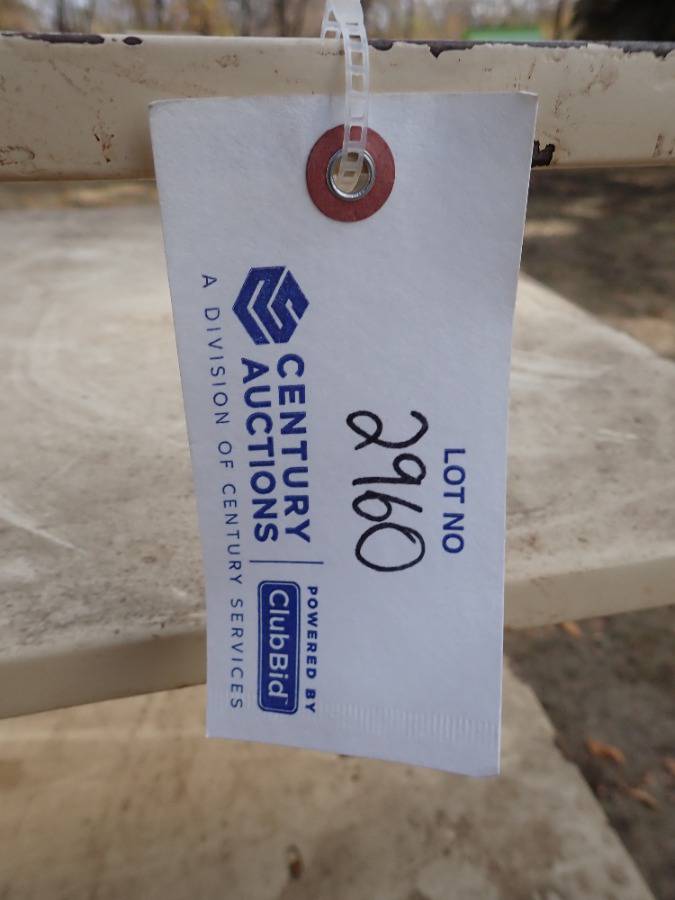 LOT NO
2960
CENTURY
AUCTIONS
A DIVISION OF CENTURY SERVICES
POWERED BY
ClubBid